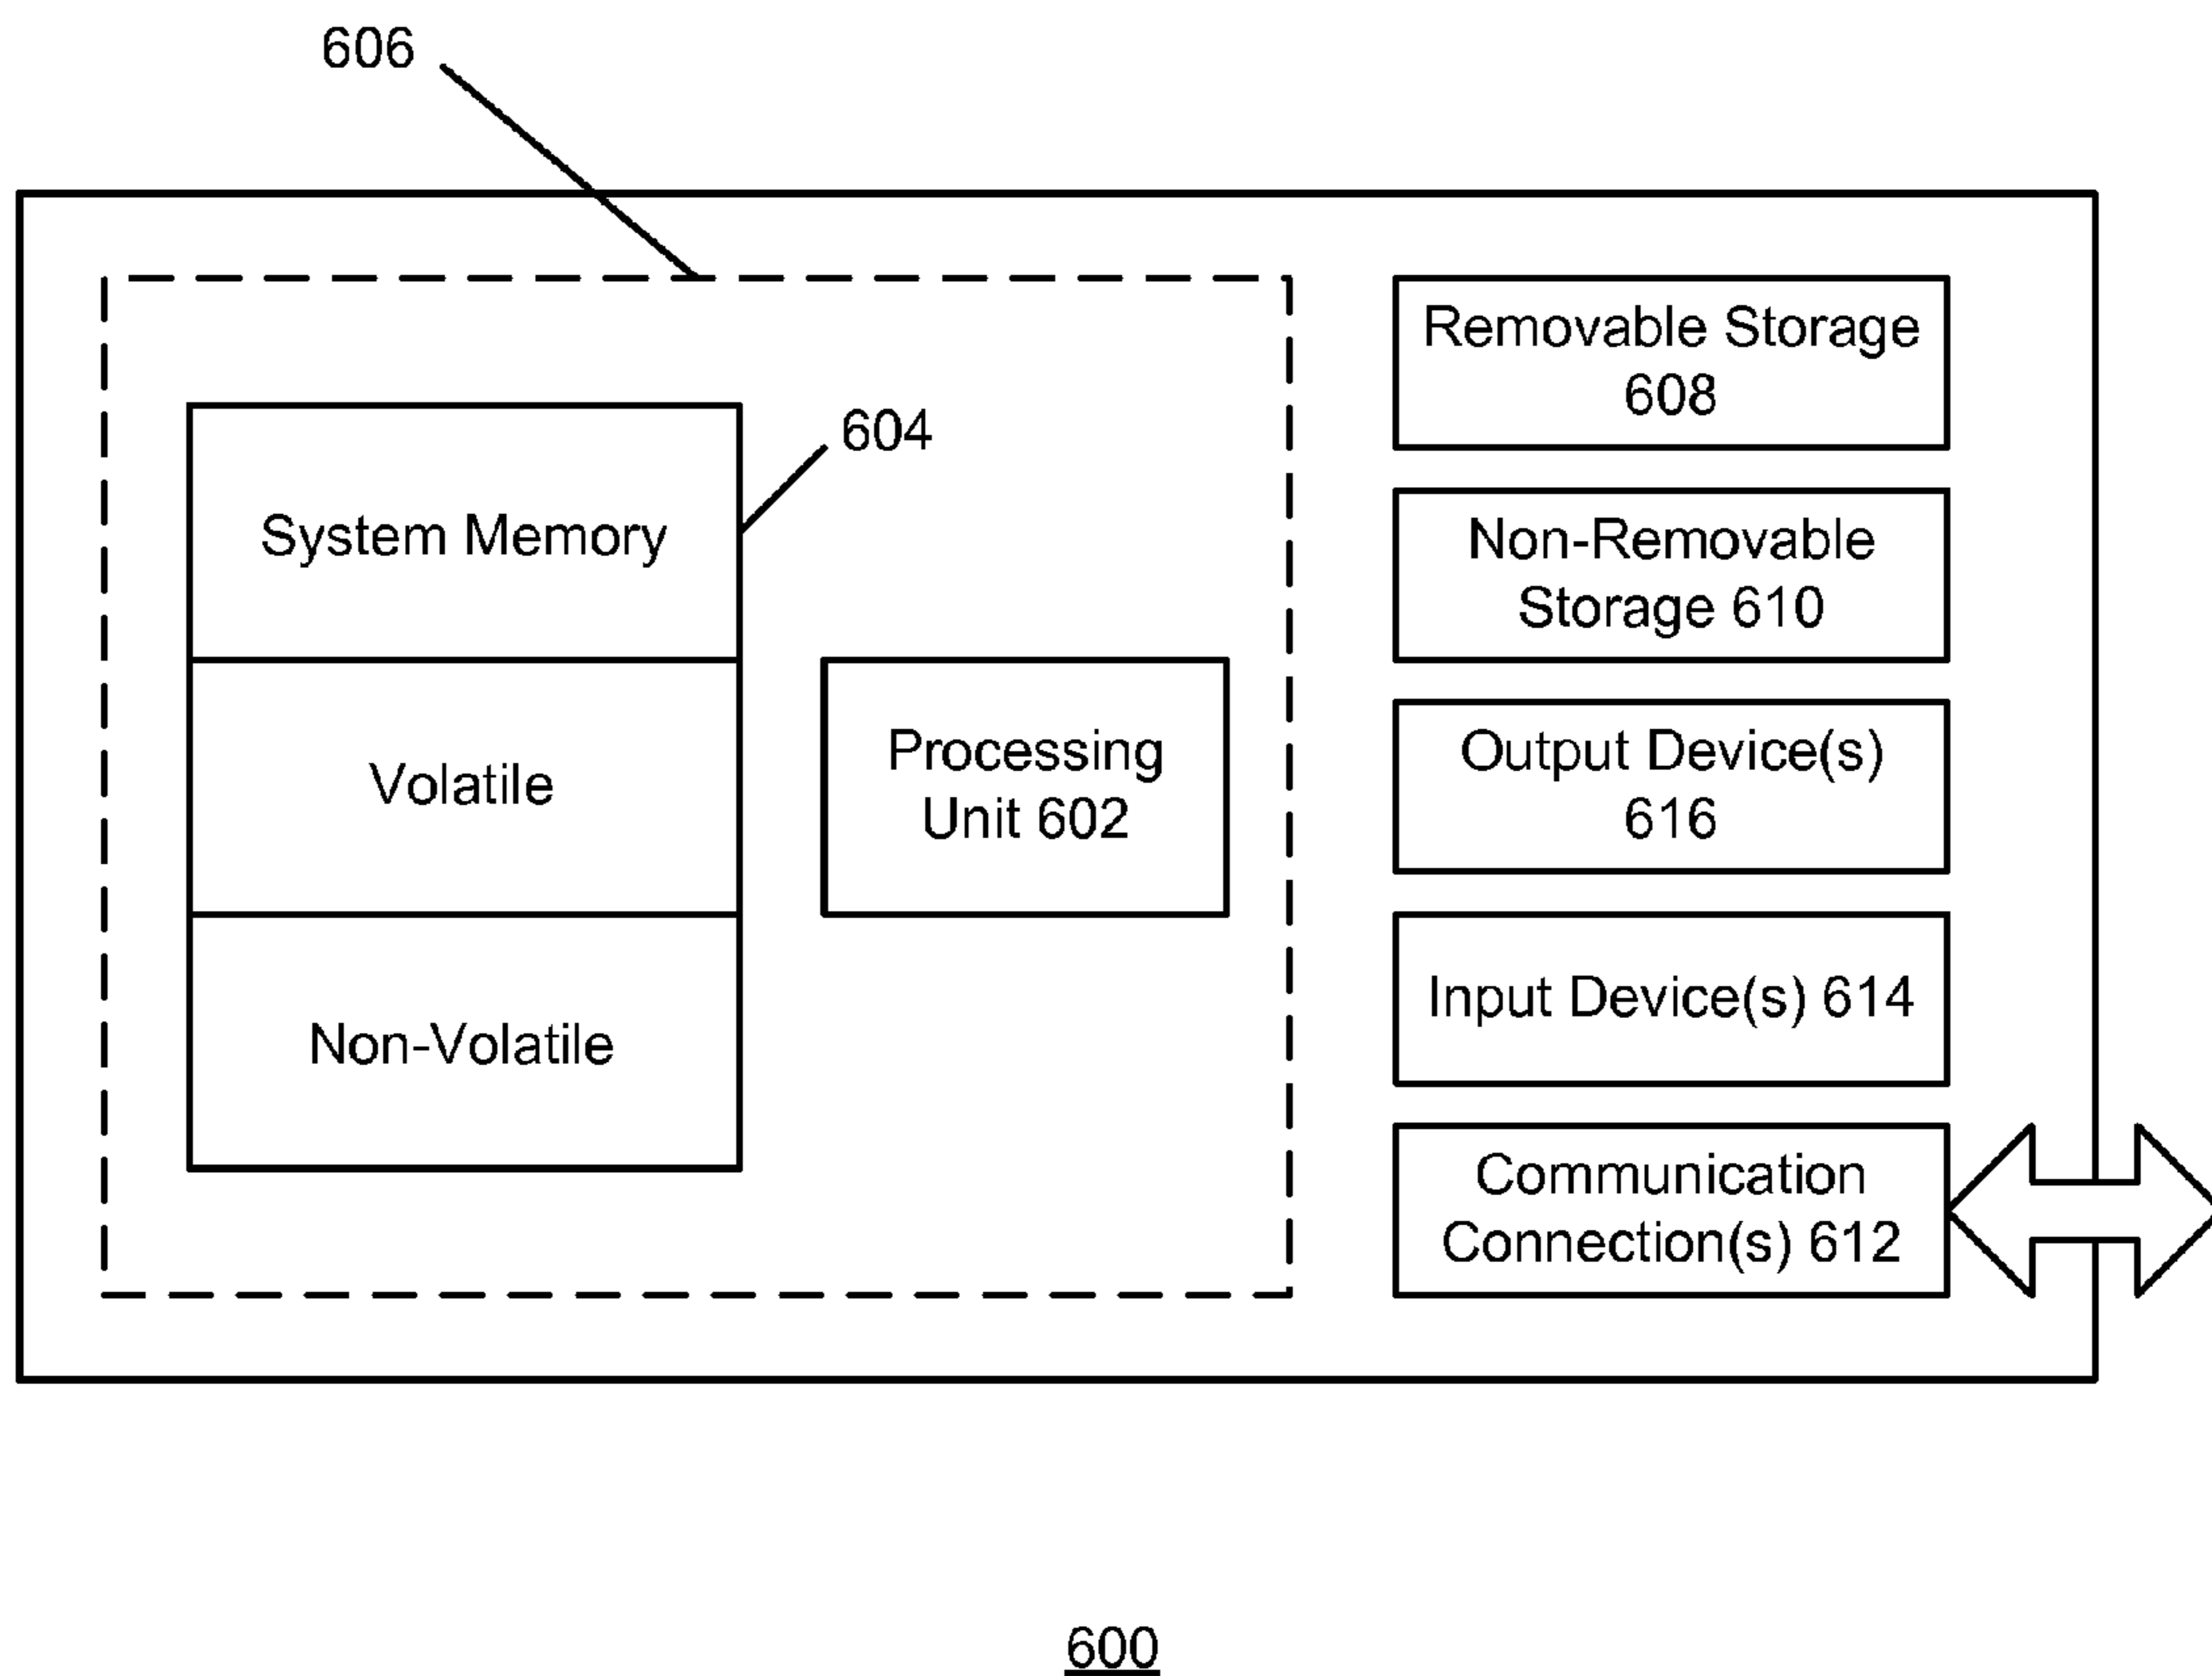 606
604
System Memory
Volatile
Non-Volatile
Processing
Unit 602
Removable Storage
608
Non-Removable
Storage 610
Output Device(s)
616
Input Device(s) 614
Communication
Connection(s) 612
600